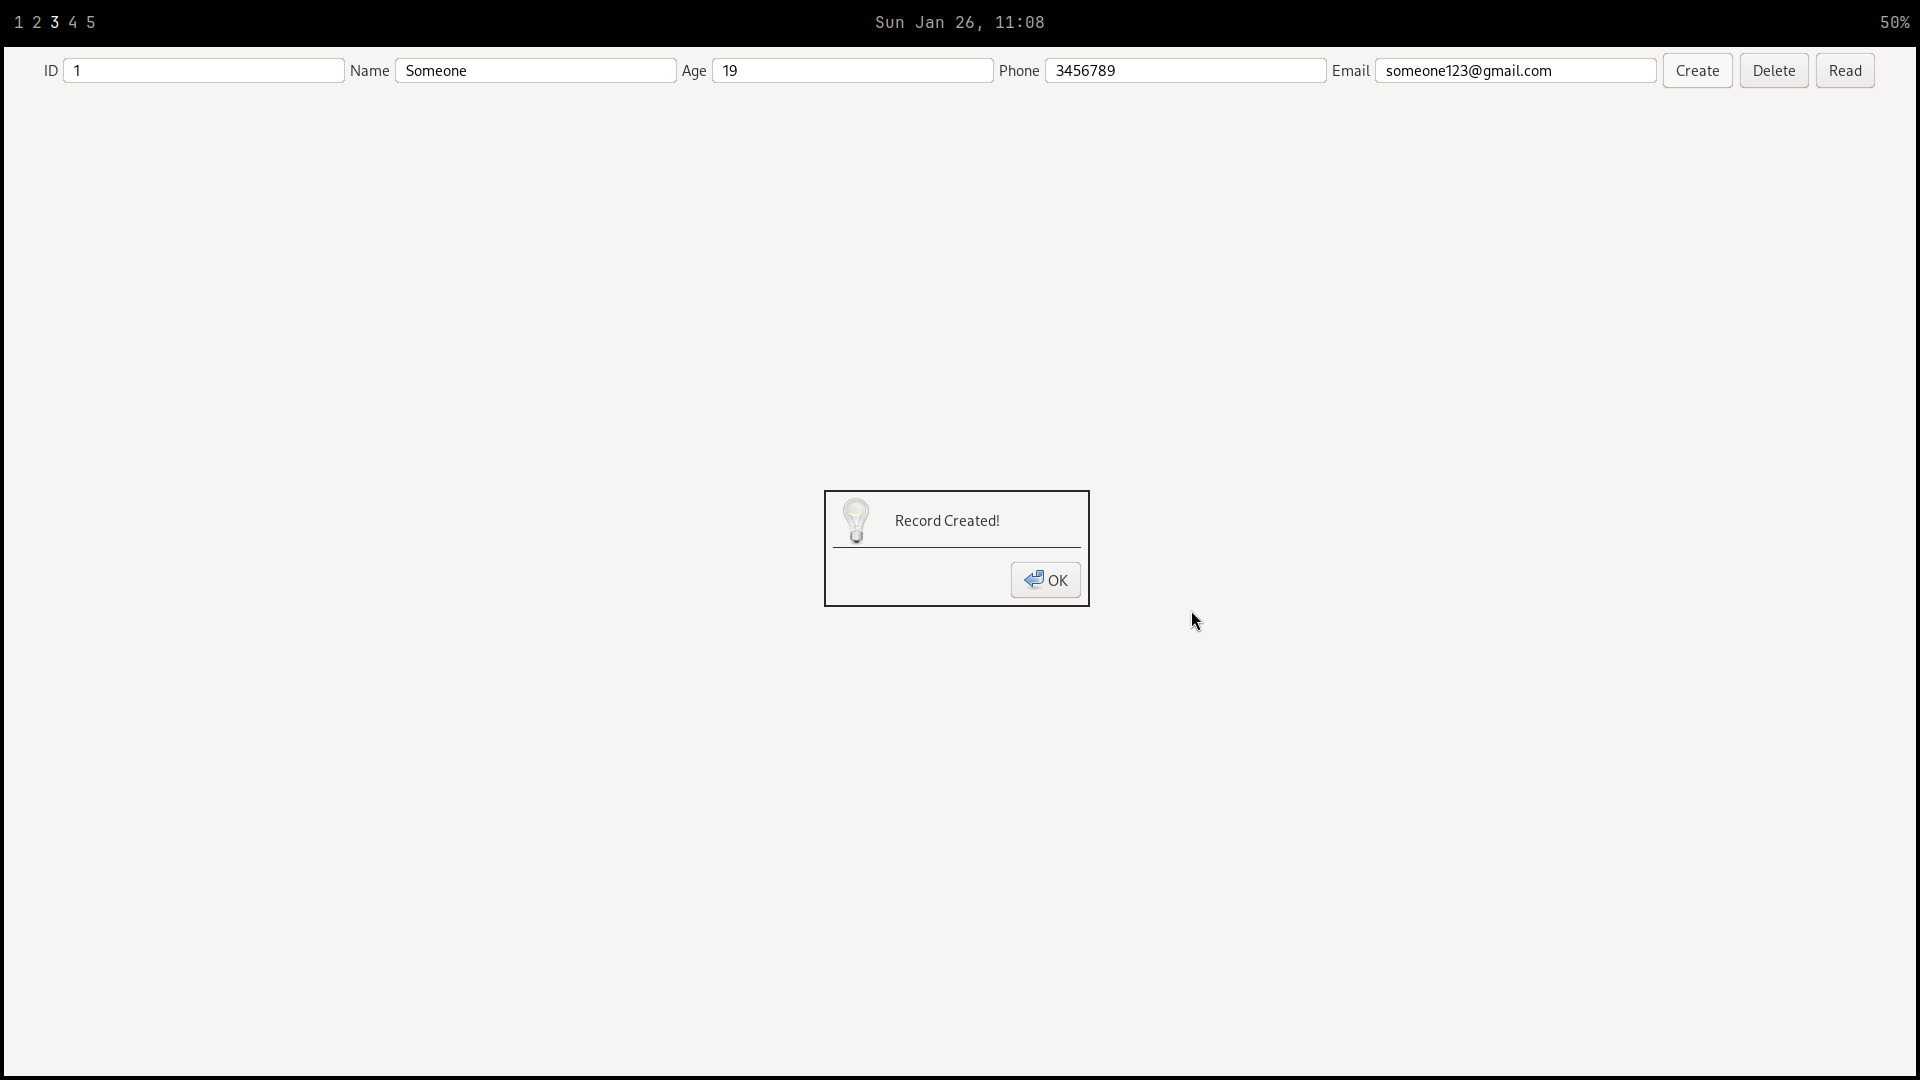 1 2 3 4 5 Sun Jan 26, 11:08 50%
ID 1 Name Someone Age 19 Phone 3456789 Email someone123@gmail.com Create Delete Read
Record Created!
OK